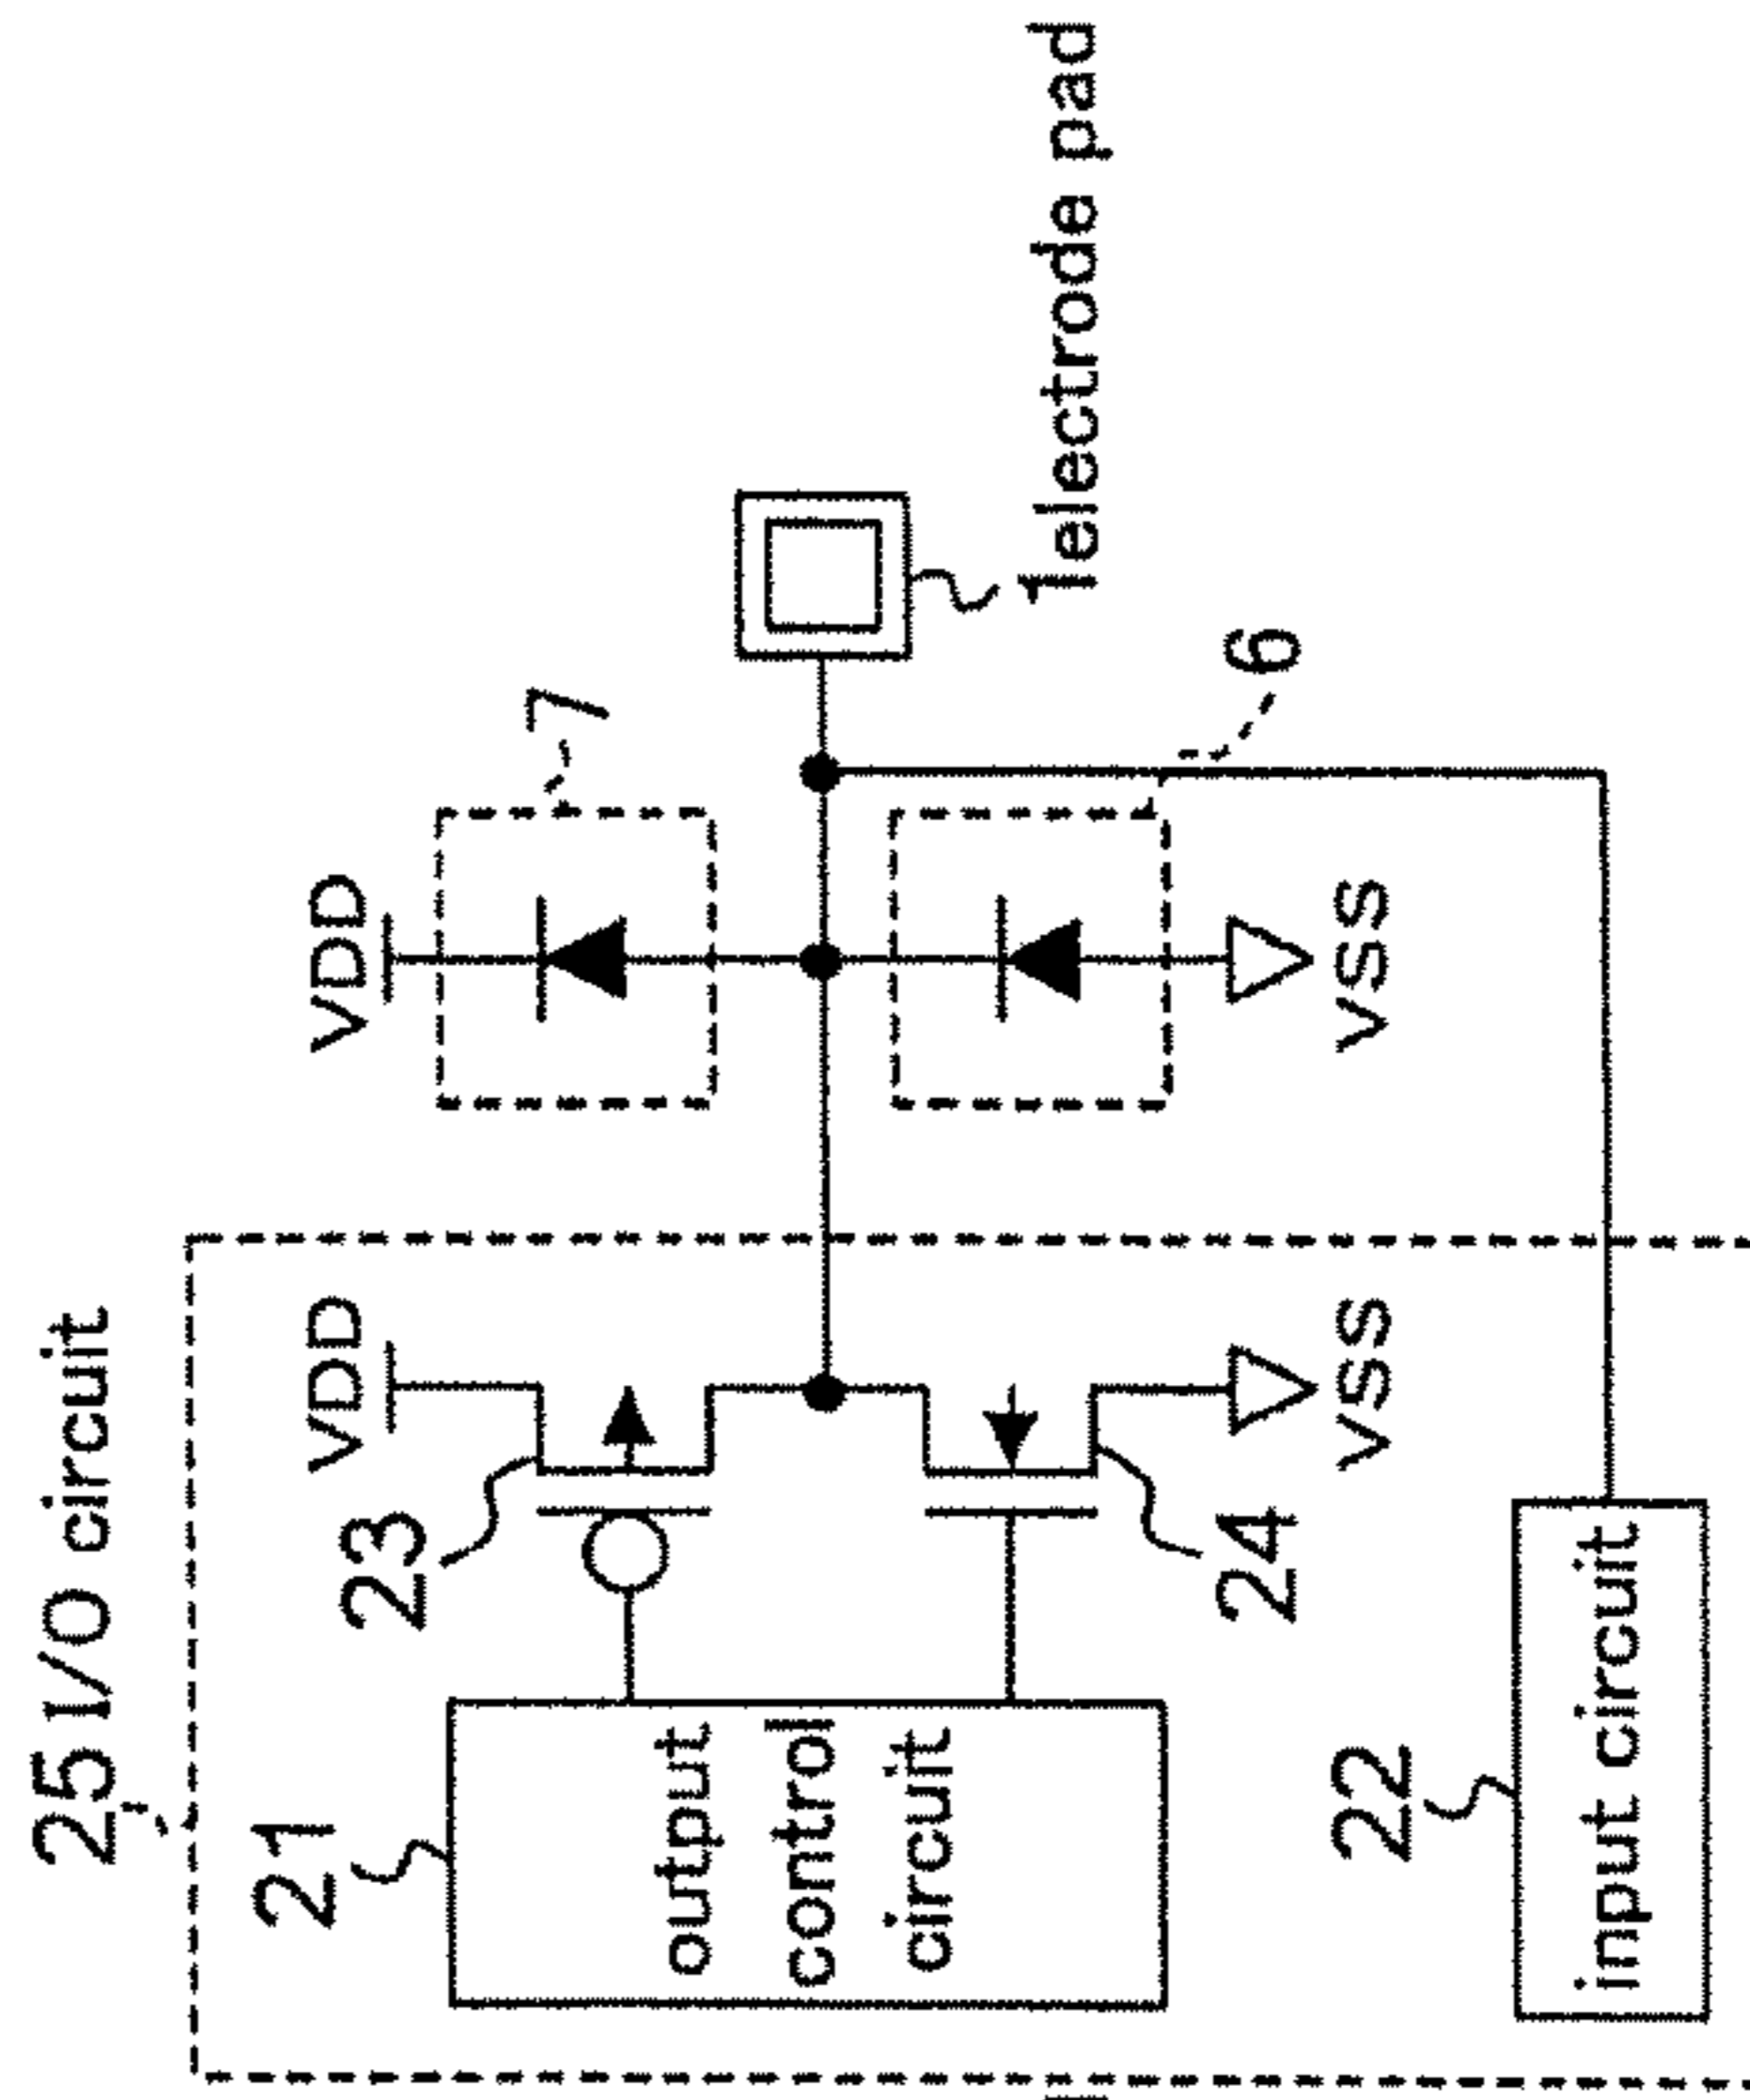 25 I/O circuit
21
VDD
VDD
23
7
output
control
circuit
1electrode pad
24
6
VSS
VSS
22
input circuit